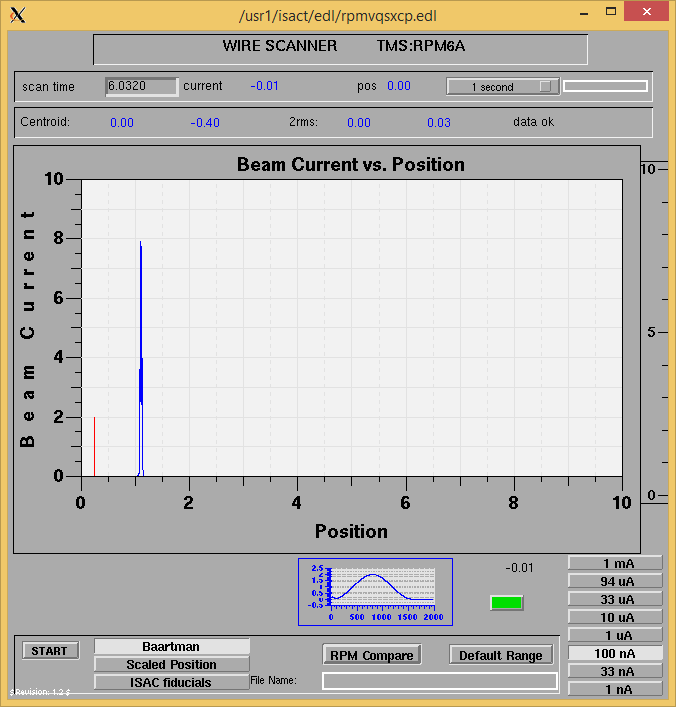 /usr1/isact/edl/rpmvqsxcp.edl
WIRE SCANNER TMS:RPM6A
scan time 6.0320 current -0.01 pos 0.00 1 second
Centroid: 0.00 -0.40 2rms: 0.00 0.03 data ok
Beam Current vs. Position
10
8
6
4
2
0
Beam Current
0 2 4 6 8 10
Position
10
5
0
2.5
2
1.5
1
0.5
0
-0.5
0 500 1000 1500 2000
-0.01
1 mA
94 uA
33 uA
10 uA
1 uA
100 nA
33 nA
1 nA
START
Baartman
Scaled Position
ISAC fiducials
RPM Compare
Default Range
File Name:
$Revision: 1.2 $